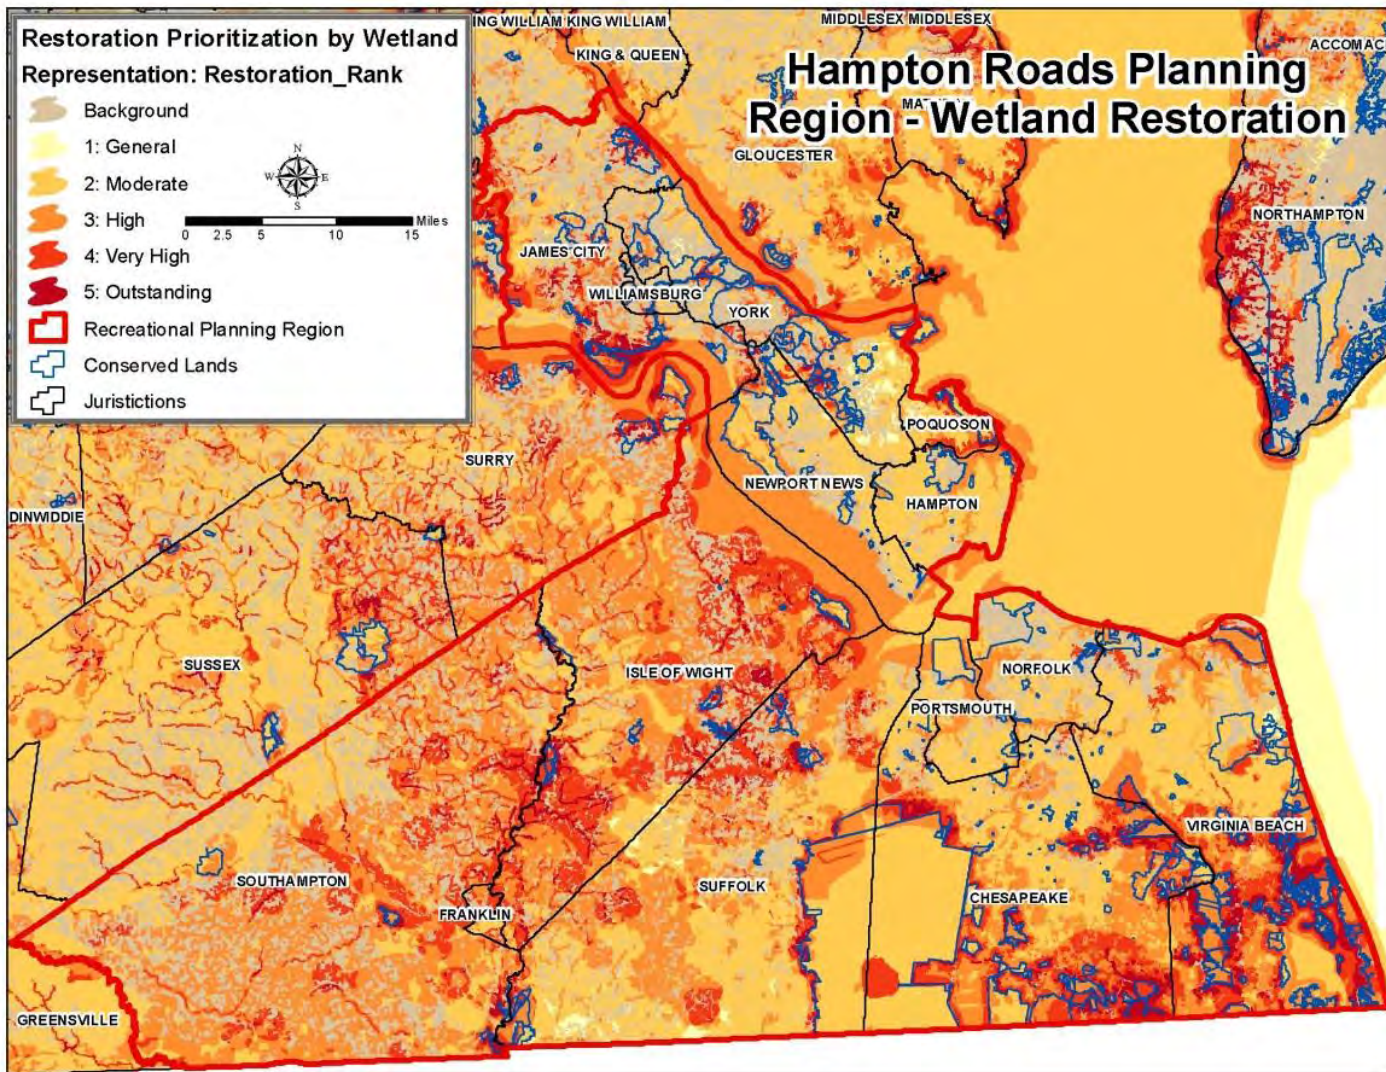 Restoration Prioritization by Wetland
Representation: Restoration_Rank
Background
1: General
2: Moderate
3: High
4: Very High
5: Outstanding
Recreational Planning Region
Conserved Lands
Juristictions
N
W E
S
Miles
0 2.5 5 10 15
Hampton Roads Planning
Region - Wetland Restoration
KING WILLIAM
KING & QUEEN
MIDDLESEX MIDDLESEX
GLOUCESTER
NORTHAMPTON
JAMES CITY
WILLIAMSBURG
YORK
POQUOSON
SURRY
NEWPORT NEWS
HAMPTON
DINWIDDIE
SUSSEX
ISLE OF WIGHT
NORFOLK
PORTSMOUTH
VIRGINIA BEACH
SOUTHAMPTON
SUFFOLK
CHESAPEAKE
FRANKLIN
GREENSVILLE